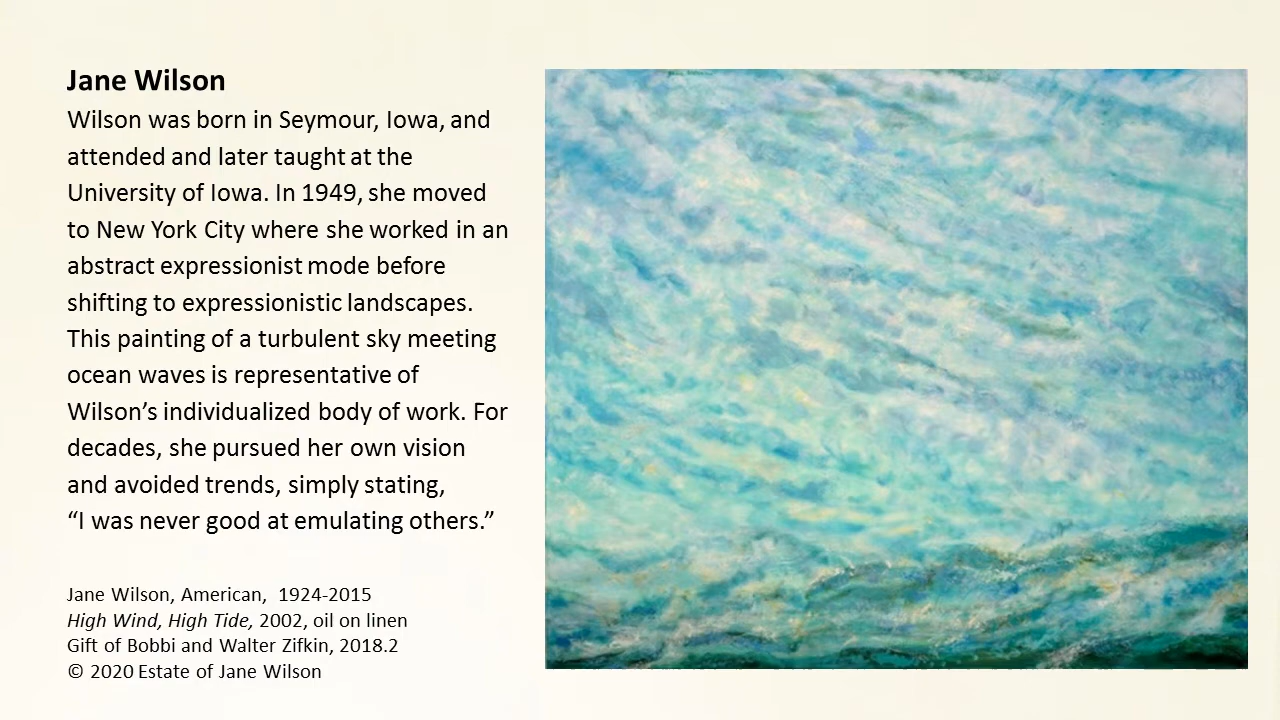 Jane Wilson
Wilson was born in Seymour, Iowa, and
attended and later taught at the
University of Iowa. In 1949, she moved
to New York City where she worked in an
abstract expressionist mode before
shifting to expressionistic landscapes.
This painting of a turbulent sky meeting
ocean waves is representative of
Wilson’s individualized body of work. For
decades, she pursued her own vision
and avoided trends, simply stating,
“I was never good at emulating others.”
Jane Wilson, American,  1924-2015
High Wind, High Tide, 2002, oil on linen
Gift of Bobbi and Walter Zifkin, 2018.2
© 2020 Estate of Jane Wilson